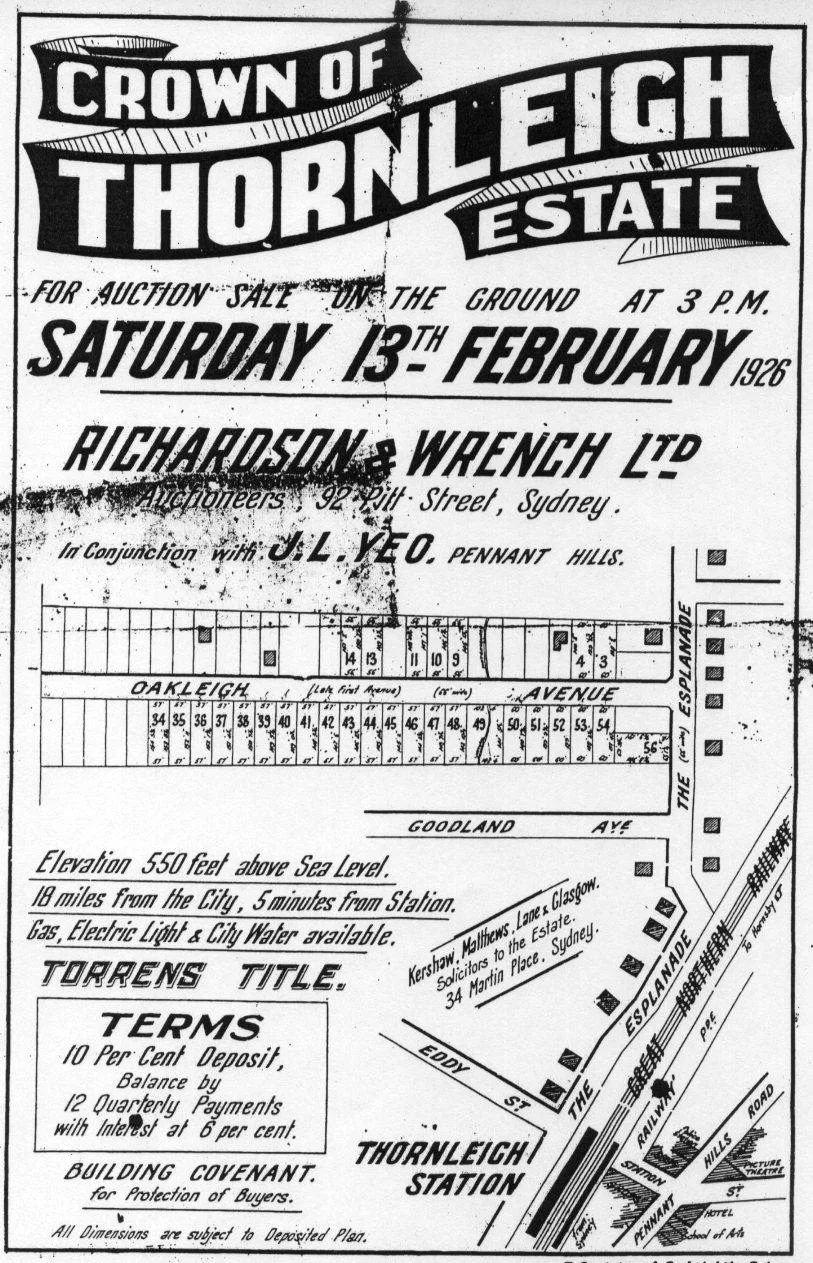 CROWN OF
THORNLEIGH
ESTATE
FOR AUCTION SALE ON THE GROUND AT 3 P.M.
SATURDAY 13TH FEBRUARY 1926
RICHARDSON & WRENCH LTD
Auctioneers, 92 Pitt Street, Sydney.
In Conjunction with J.L. YEO. PENNANT HILLS.
14 13 11 10 9 4 3
OAKLEIGH (Late First Avenue) (66' wide) AVENUE
34 35 36 37 38 39 40 41 42 43 44 45 46 47 48 49 50 51 52 53 54
56
THE (66' wide) ESPLANADE
GOODLAND AVE
Elevation 550 feet above Sea Level.
18 miles from the City, 5 minutes from Station.
Gas, Electric Light & City Water available.
TORRENS TITLE.
Kershaw, Matthews, Lane & Glasgow.
Solicitors to the Estate.
34 Martin Place, Sydney.
TERMS
10 Per Cent Deposit,
Balance by
12 Quarterly Payments
with Interest at 6 per cent.
BUILDING COVENANT.
for Protection of Buyers.
All Dimensions are subject to Deposited Plan.
EDDY ST
THE ESPLANADE
GREAT NORTHERN RAILWAY
To Hornsby
RAILWAY PDE
THORNLEIGH
STATION
from Sydney
STATION ST
PENNANT HILLS ROAD
PICTURE
THEATRE
HOTEL
School of Arts